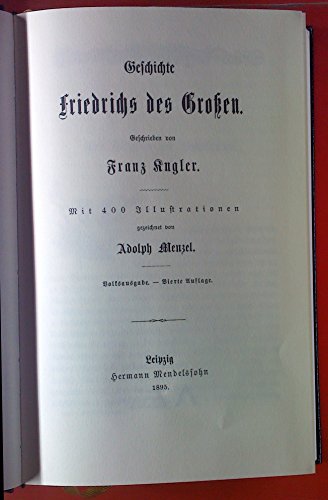 Geschichte
Friedrichs des Großen.
Geschrieben von
Franz Kugler.
Mit 400 Illustrationen
gezeichnet von
Adolph Menzel.
Volksausgabe. — Vierte Auflage.
Leipzig
Hermann Mendelssohn
1895.